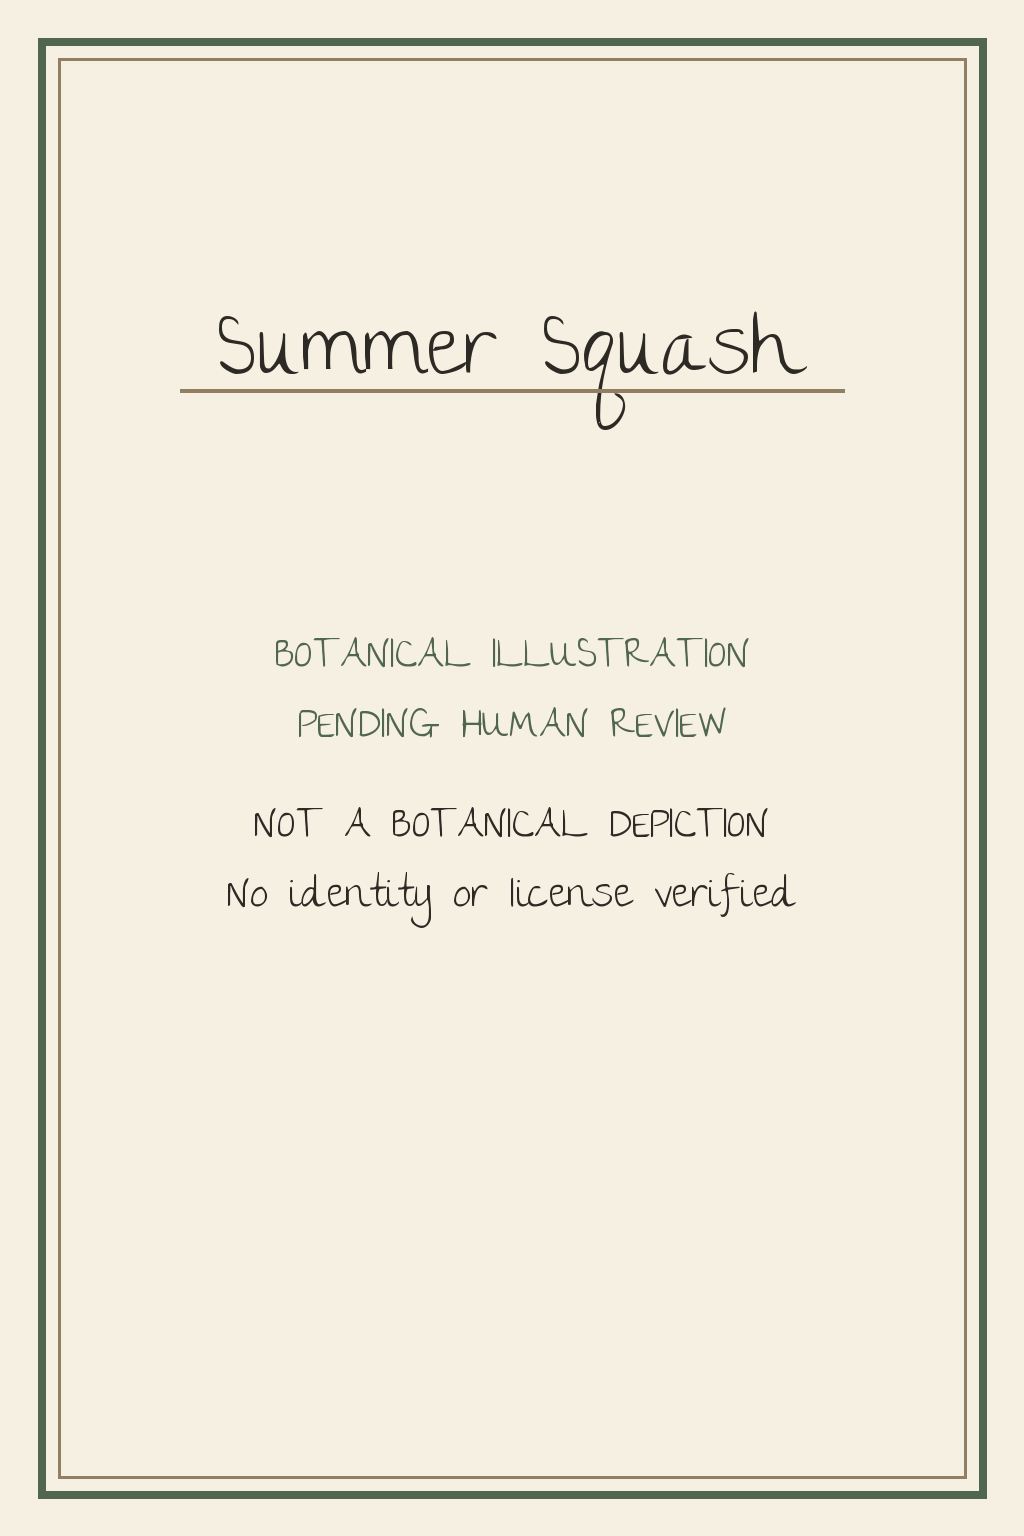 Summer Squash
BOTANICAL ILLUSTRATION
PENDING HUMAN REVIEW
NOT A BOTANICAL DEPICTION
No identity or license verified